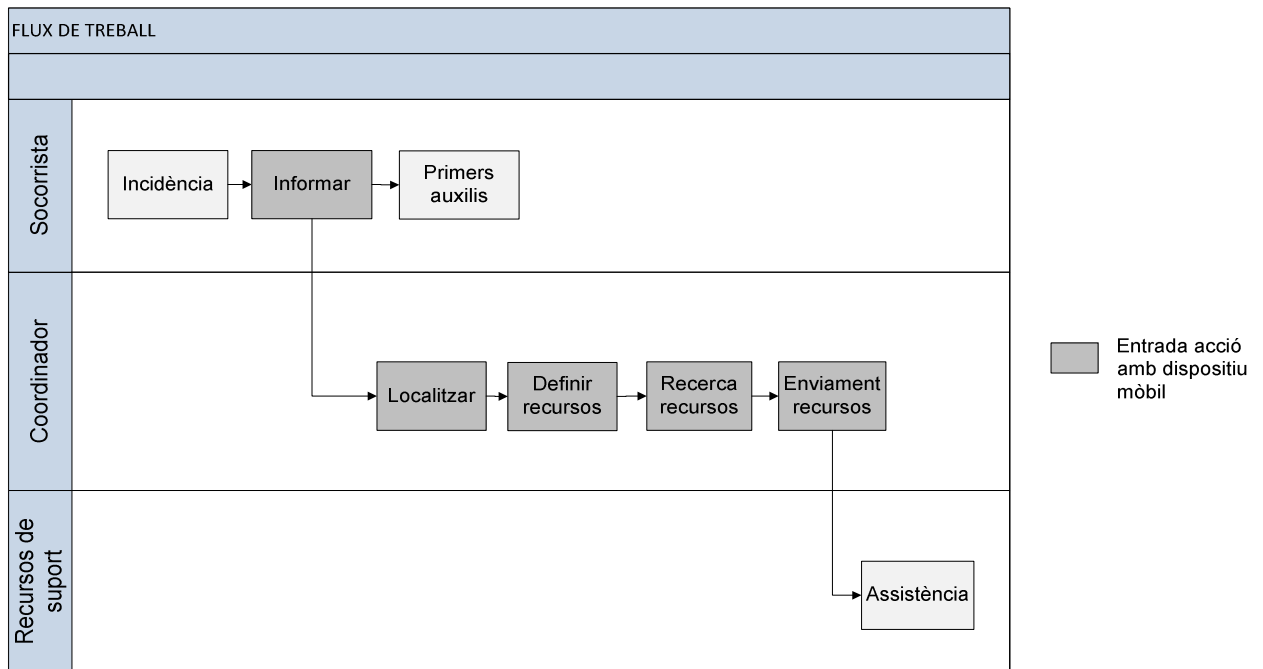 FLUX DE TREBALL
Socorrista
Incidència
Informar
Primers
auxilis
Coordinador
Localitzar
Definir
recursos
Recerca
recursos
Enviament
recursos
Recursos de
suport
Assistència
Entrada acció
amb dispositiu
mòbil